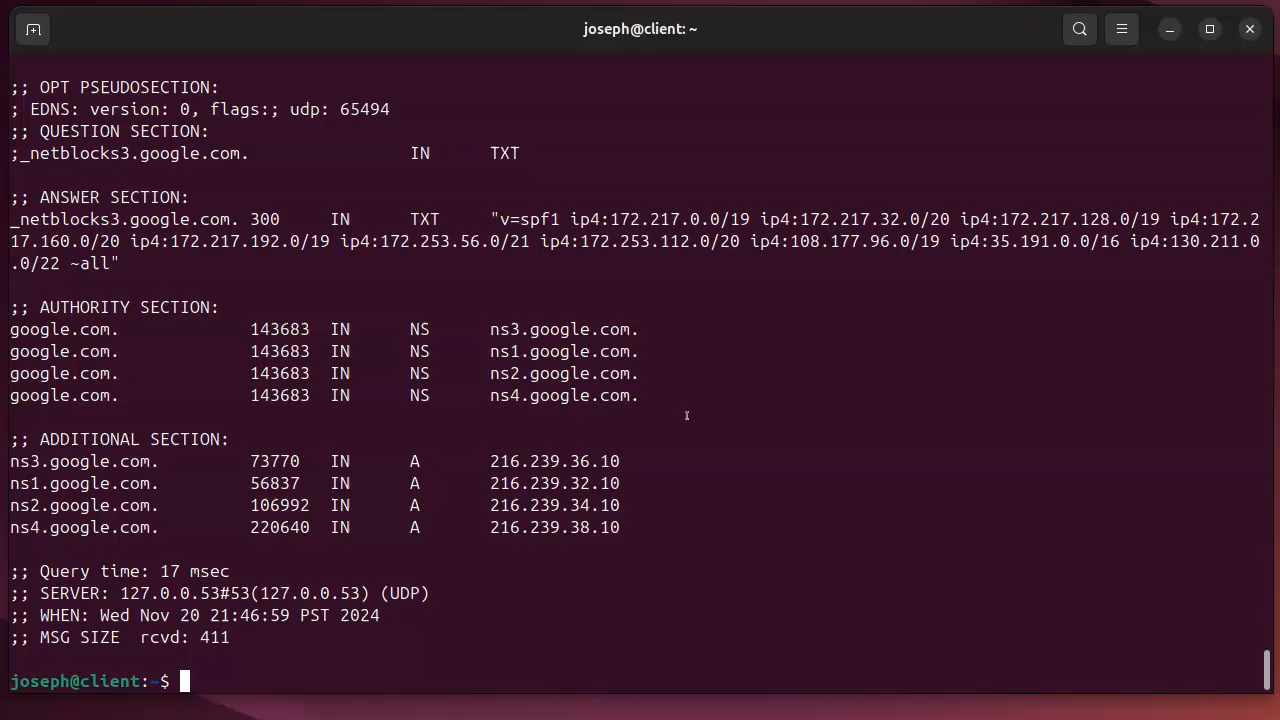 joseph@client: ~
;; OPT PSEUDOSECTION:
; EDNS: version: 0, flags:; udp: 65494
;; QUESTION SECTION:
;_netblocks3.google.com. IN TXT
;; ANSWER SECTION:
_netblocks3.google.com. 300 IN TXT "v=spf1 ip4:172.217.0.0/19 ip4:172.217.32.0/20 ip4:172.217.128.0/19 ip4:172.2
17.160.0/20 ip4:172.217.192.0/19 ip4:172.253.56.0/21 ip4:172.253.112.0/20 ip4:108.177.96.0/19 ip4:35.191.0.0/16 ip4:130.211.0
.0/22 ~all"
;; AUTHORITY SECTION:
google.com. 143683 IN NS ns3.google.com.
google.com. 143683 IN NS ns1.google.com.
google.com. 143683 IN NS ns2.google.com.
google.com. 143683 IN NS ns4.google.com.
;; ADDITIONAL SECTION:
ns3.google.com. 73770 IN A 216.239.36.10
ns1.google.com. 56837 IN A 216.239.32.10
ns2.google.com. 106992 IN A 216.239.34.10
ns4.google.com. 220640 IN A 216.239.38.10
;; Query time: 17 msec
;; SERVER: 127.0.0.53#53(127.0.0.53) (UDP)
;; WHEN: Wed Nov 20 21:46:59 PST 2024
;; MSG SIZE  rcvd: 411
joseph@client:~$